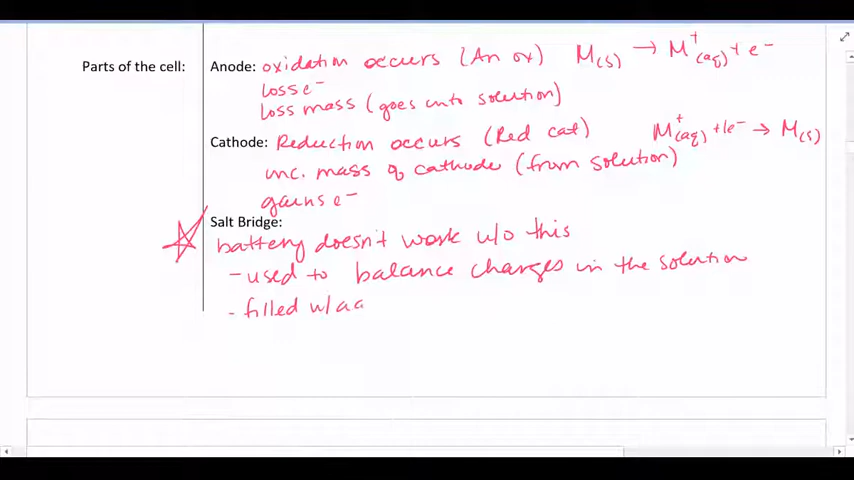 Parts of the cell:
Anode: oxidation occurs (An ox) M(s) → M⁺(aq) + e⁻
loss e⁻
Loss mass (goes into solution)
Cathode: Reduction occurs (Red cat) M⁺(aq) + 1e⁻ → M(s)
inc. mass of cathode (from solution)
gains e⁻
Salt Bridge:
battery doesn't work w/o this
- used to balance charges in the solution
- filled w/ aq